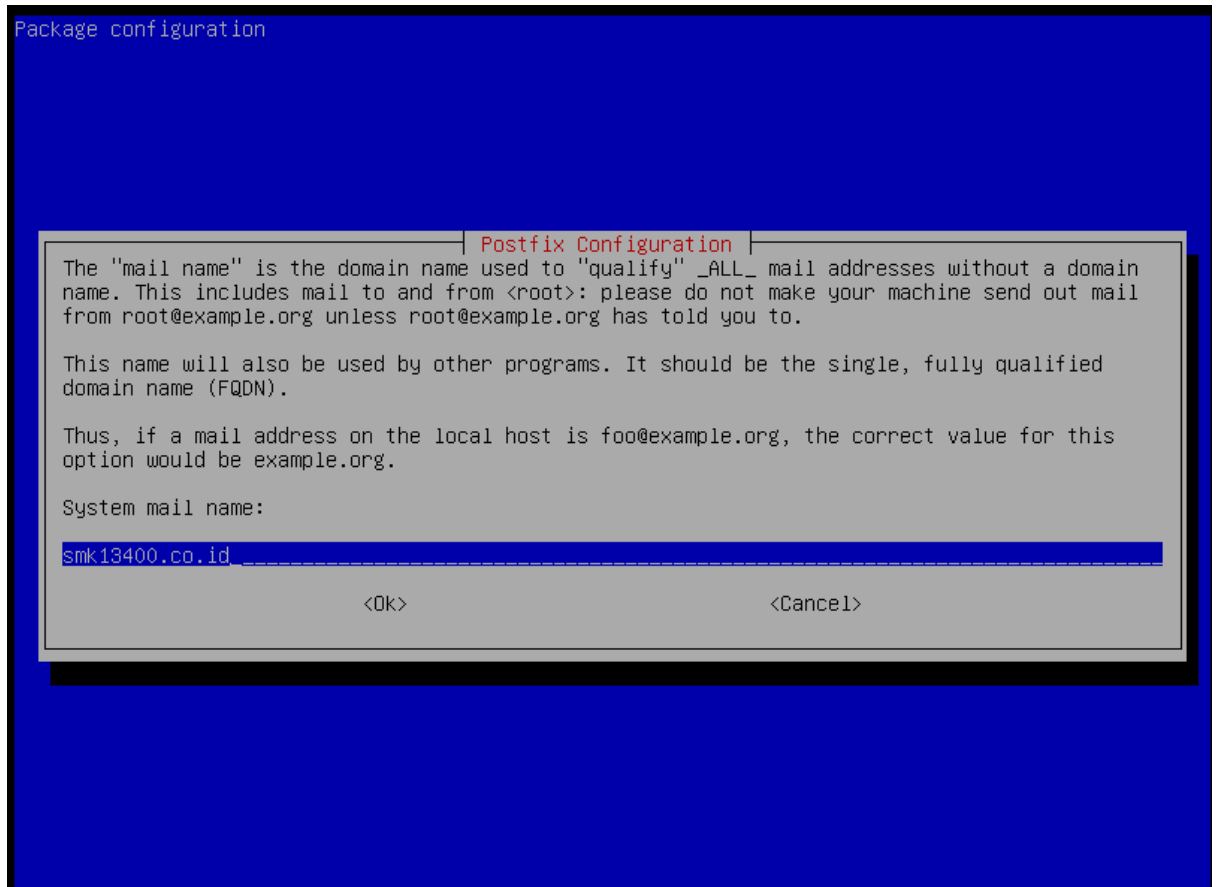 Package configuration
Postfix Configuration
The "mail name" is the domain name used to "qualify" _ALL_ mail addresses without a domain
name. This includes mail to and from <root>: please do not make your machine send out mail
from root@example.org unless root@example.org has told you to.
This name will also be used by other programs. It should be the single, fully qualified
domain name (FQDN).
Thus, if a mail address on the local host is foo@example.org, the correct value for this
option would be example.org.
System mail name:
smk13400.co.id
<Ok> <Cancel>